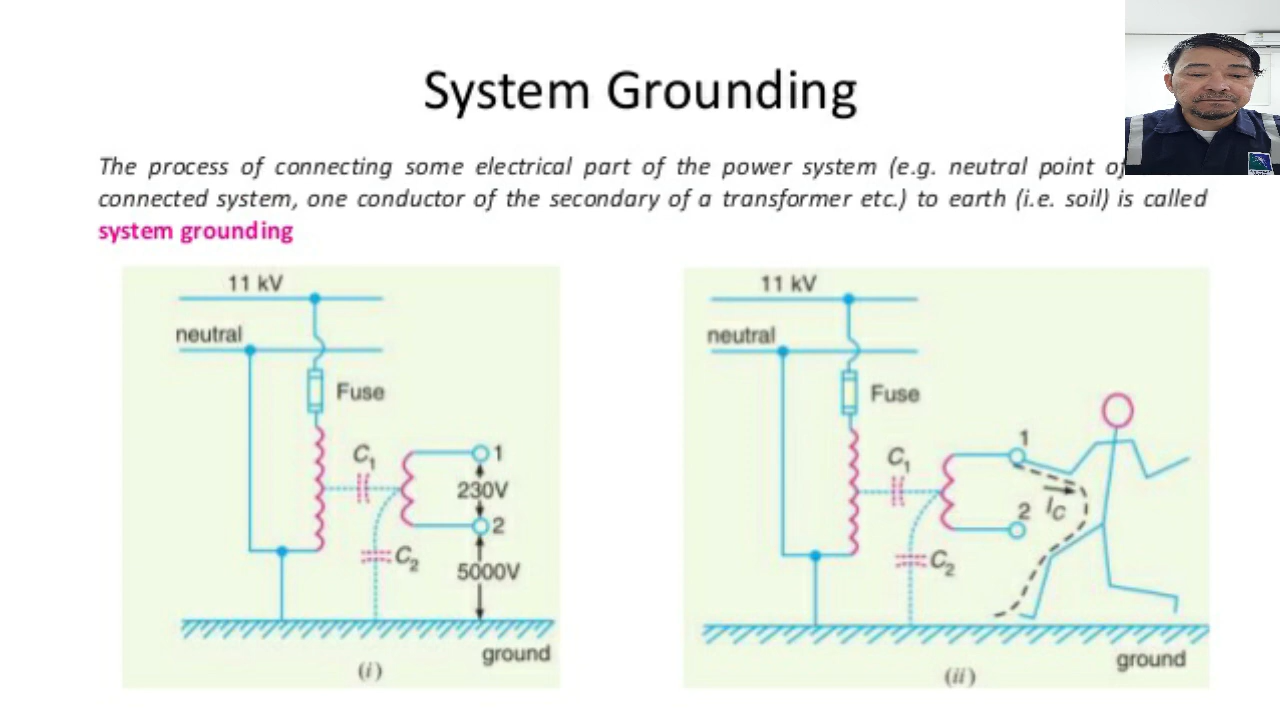 System Grounding
The process of connecting some electrical part of the power system (e.g. neutral point of
connected system, one conductor of the secondary of a transformer etc.) to earth (i.e. soil) is called
system grounding
11 kV
neutral
Fuse
C1
1
230V
2
C2
5000V
ground
(i)
11 kV
neutral
Fuse
C1
1
2
IC
C2
ground
(ii)